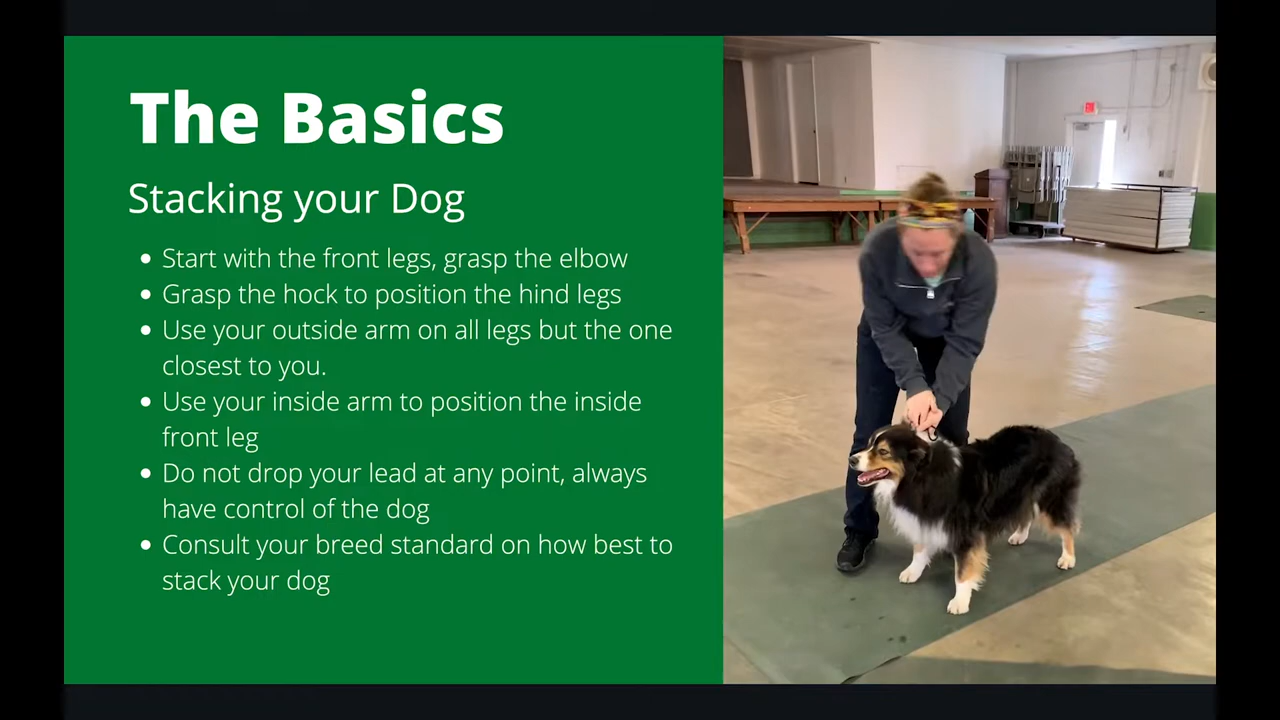 The Basics
Stacking your Dog
• Start with the front legs, grasp the elbow
• Grasp the hock to position the hind legs
• Use your outside arm on all legs but the one
closest to you.
• Use your inside arm to position the inside
front leg
• Do not drop your lead at any point, always
have control of the dog
• Consult your breed standard on how best to
stack your dog